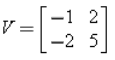 V = [ −1 2
−2 5 ]